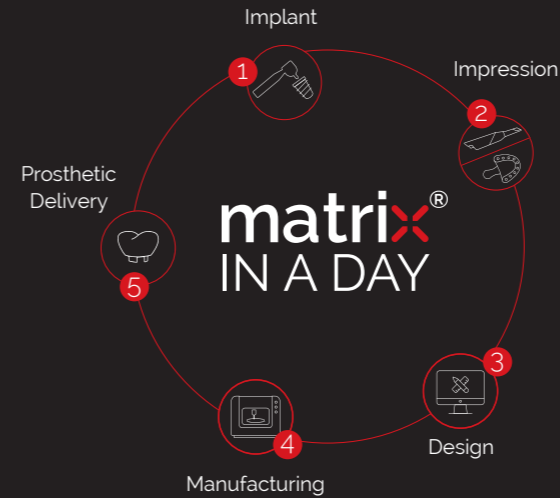 Implant
1
Impression
2
Prosthetic
Delivery
5
matrix®
IN A DAY
3
Design
4
Manufacturing